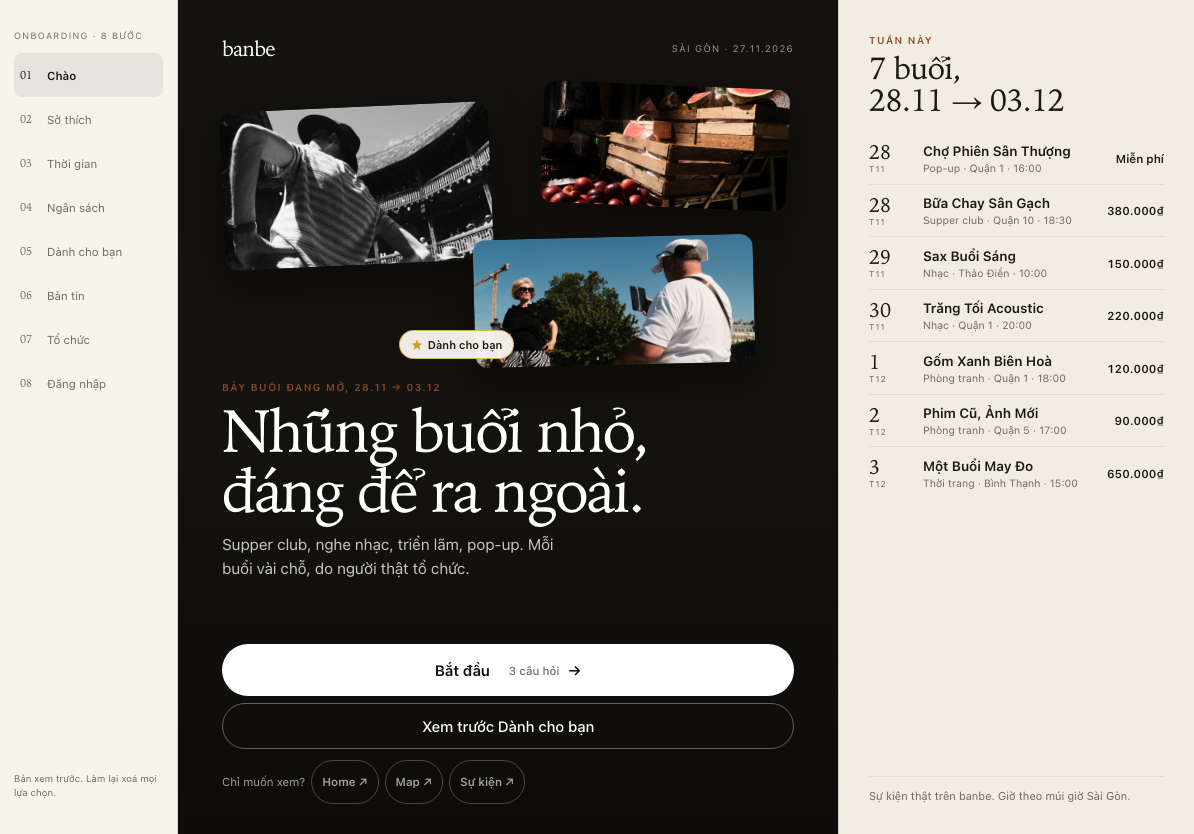 ONBOARDING · 8 BƯỚC
01 Chào
02 Sở thích
03 Thời gian
04 Ngân sách
05 Dành cho bạn
06 Bản tin
07 Tổ chức
08 Đăng nhập
Bản xem trước. Làm lại xoá mọi
lựa chọn.
banbe
SÀI GÒN · 27.11.2026
Dành cho bạn
BẢY BUỔI ĐANG MỞ, 28.11 → 03.12
Những buổi nhỏ,
đáng để ra ngoài.
Supper club, nghe nhạc, triển lãm, pop-up. Mỗi
buổi vài chỗ, do người thật tổ chức.
Bắt đầu 3 câu hỏi →
Xem trước Dành cho bạn
Chỉ muốn xem? Home ↗ Map ↗ Sự kiện ↗
TUẦN NÀY
7 buổi,
28.11 → 03.12
28 Chợ Phiên Sân Thượng Miễn phí
T11 Pop-up · Quận 1 · 16:00
28 Bữa Chay Sân Gạch 380.000₫
T11 Supper club · Quận 10 · 18:30
29 Sax Buổi Sáng 150.000₫
T11 Nhạc · Thảo Điền · 10:00
30 Trăng Tối Acoustic 220.000₫
T11 Nhạc · Quận 1 · 20:00
1 Gốm Xanh Biên Hoà 120.000₫
T12 Phòng tranh · Quận 1 · 18:00
2 Phim Cũ, Ảnh Mới 90.000₫
T12 Phòng tranh · Quận 5 · 17:00
3 Một Buổi May Đo 650.000₫
T12 Thời trang · Bình Thạnh · 15:00
Sự kiện thật trên banbe. Giờ theo múi giờ Sài Gòn.